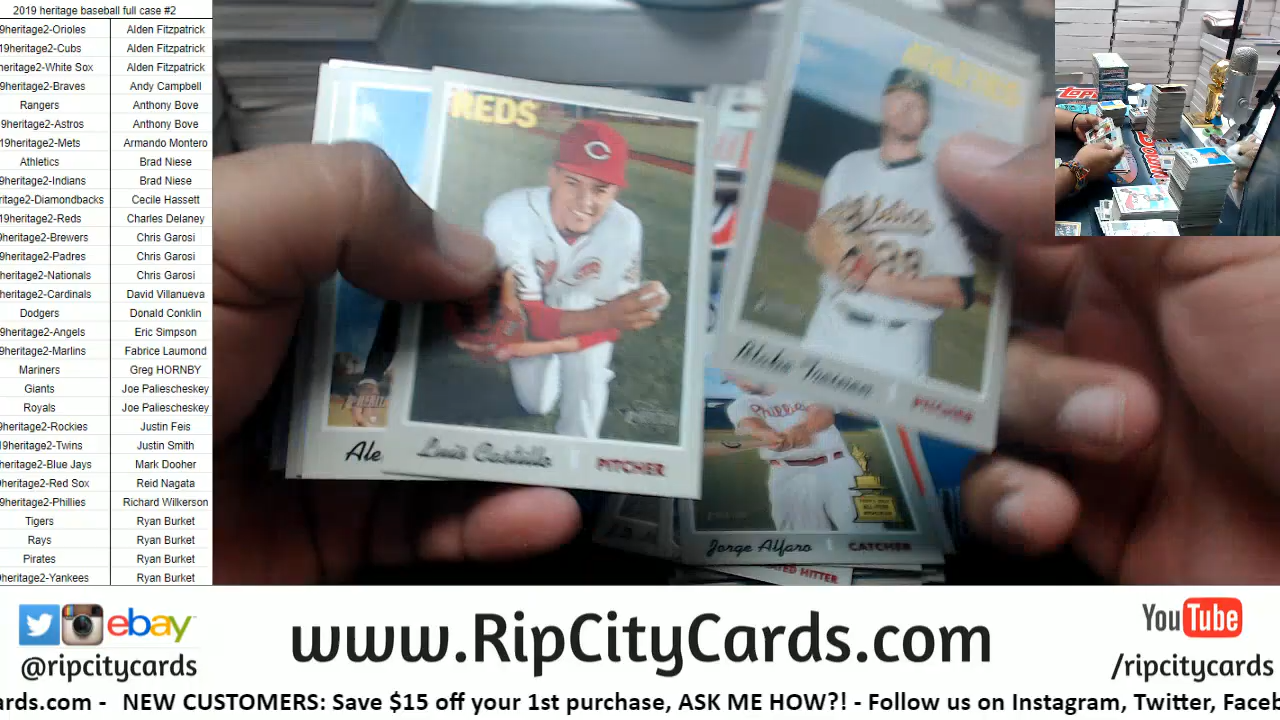 2019 heritage baseball full case #2
9heritage2-Orioles Alden Fitzpatrick
19heritage2-Cubs Alden Fitzpatrick
heritage2-White Sox Alden Fitzpatrick
9heritage2-Braves Andy Campbell
Rangers Anthony Bove
9heritage2-Astros Anthony Bove
19heritage2-Mets Armando Montero
Athletics Brad Niese
9heritage2-Indians Brad Niese
ritage2-Diamondbacks Cecile Hassett
19heritage2-Reds Charles Delaney
9heritage2-Brewers Chris Garosi
9heritage2-Padres Chris Garosi
heritage2-Nationals Chris Garosi
heritage2-Cardinals David Villanueva
Dodgers Donald Conklin
9heritage2-Angels Eric Simpson
9heritage2-Marlins Fabrice Laumond
Mariners Greg HORNBY
Giants Joe Paliescheskey
Royals Joe Paliescheskey
9heritage2-Rockies Justin Feis
19heritage2-Twins Justin Smith
heritage2-Blue Jays Mark Dooher
heritage2-Red Sox Reid Nagata
9heritage2-Phillies Richard Wilkerson
Tigers Ryan Burket
Rays Ryan Burket
Pirates Ryan Burket
9heritage2-Yankees Ryan Burket
REDS
ATHLETICS
Athletics
Ale
Luis Castillo PITCHER
PITCHER
Phillies
Jorge Alfaro CATCHER
HITTER
TOPPS
ebay
@ripcitycards
www.RipCityCards.com
YouTube
/ripcitycards
ards.com - NEW CUSTOMERS: Save $15 off your 1st purchase, ASK ME HOW?! - Follow us on Instagram, Twitter, Faceb